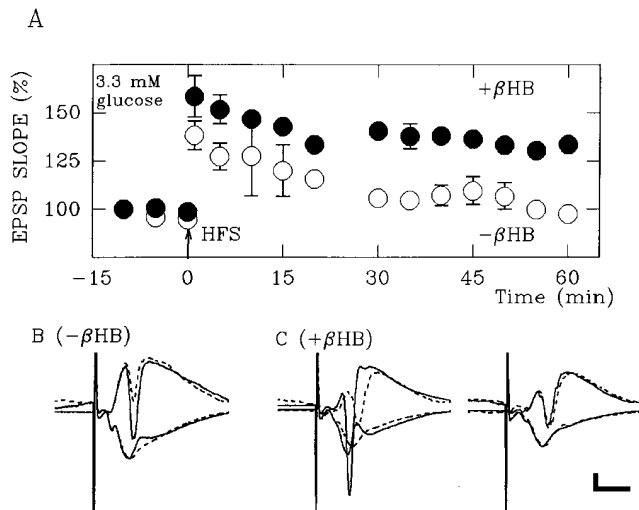 A
EPSP SLOPE (%)
150
125
100
3.3 mM
glucose
+βHB
−βHB
HFS
−15 0 15 30 45 60
Time (min)
B (−βHB)
C (+βHB)